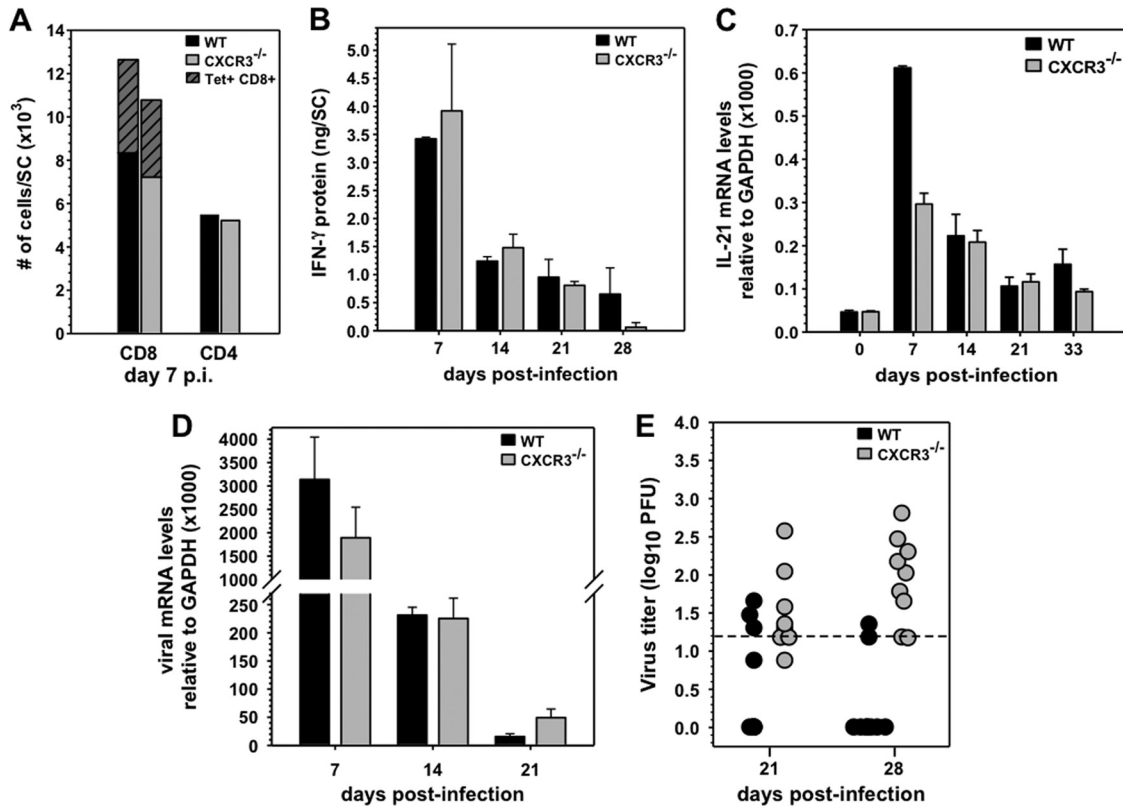 A
# of cells/SC (x10³)
14
12
10
8
6
4
2
0
WT
CXCR3-/-
Tet+ CD8+
CD8 CD4
day 7 p.i.
B
IFN-γ protein (ng/SC)
5.0
4.5
4.0
3.5
3.0
2.5
2.0
1.5
1.0
0.5
0.0
WT
CXCR3-/-
7 14 21 28
days post-infection
C
IL-21 mRNA levels
relative to GAPDH (x1000)
0.7
0.6
0.5
0.4
0.3
0.2
0.1
0.0
WT
CXCR3-/-
0 7 14 21 33
days post-infection
D
viral mRNA levels
relative to GAPDH (x1000)
4000
3500
3000
2500
2000
1500
1000
250
200
150
100
50
0
WT
CXCR3-/-
7 14 21
days post-infection
E
Virus titer (log10 PFU)
4.0
3.5
3.0
2.5
2.0
1.5
1.0
0.5
0.0
WT
CXCR3-/-
21 28
days post-infection